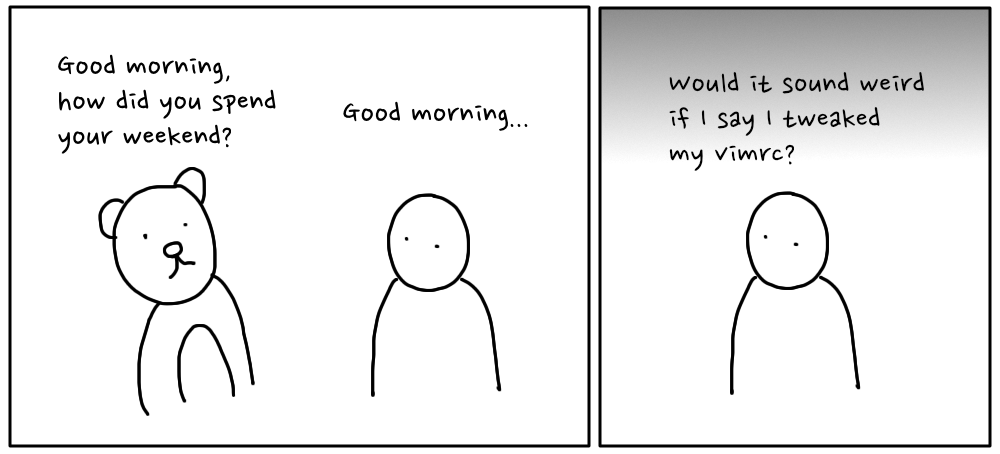 Good morning,
how did you spend
your weekend?
Good morning...
Would it sound weird
if I say I tweaked
my vimrc?